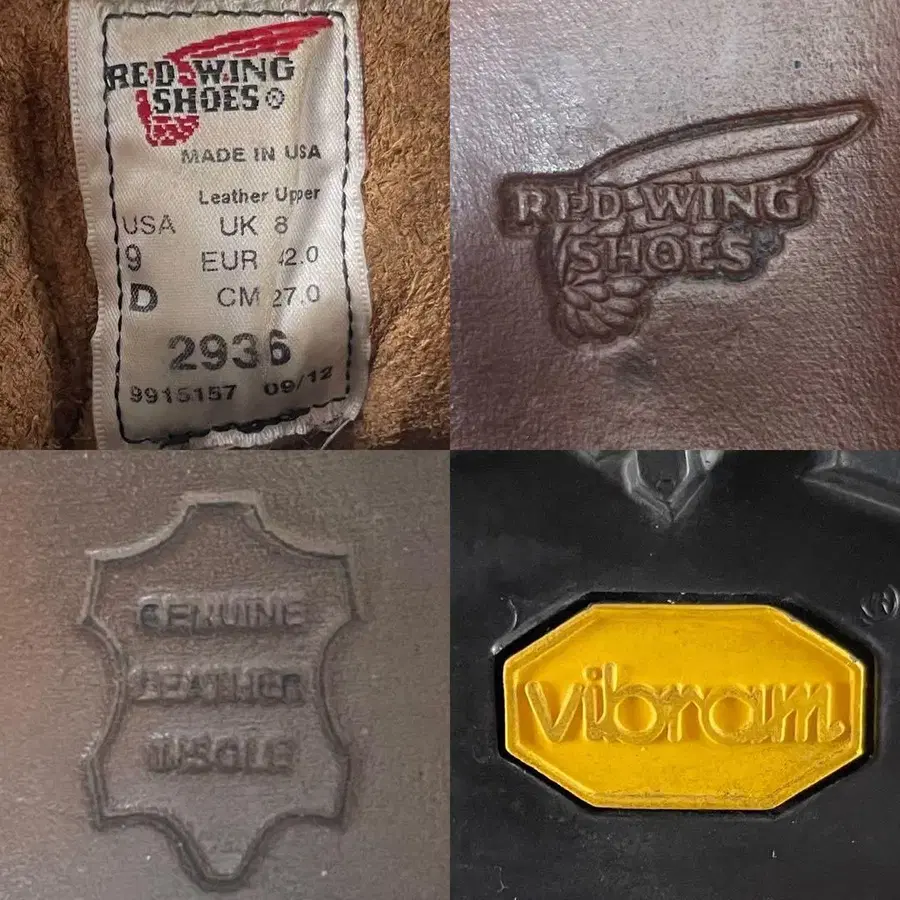 RED WING
SHOES ®
MADE IN USA
Leather Upper
USA UK 8
9 EUR 42.0
D CM 27.0
2936
9915157 09/12
RED WING
SHOES
GENUINE
LEATHER
INSOLE
vibram
®